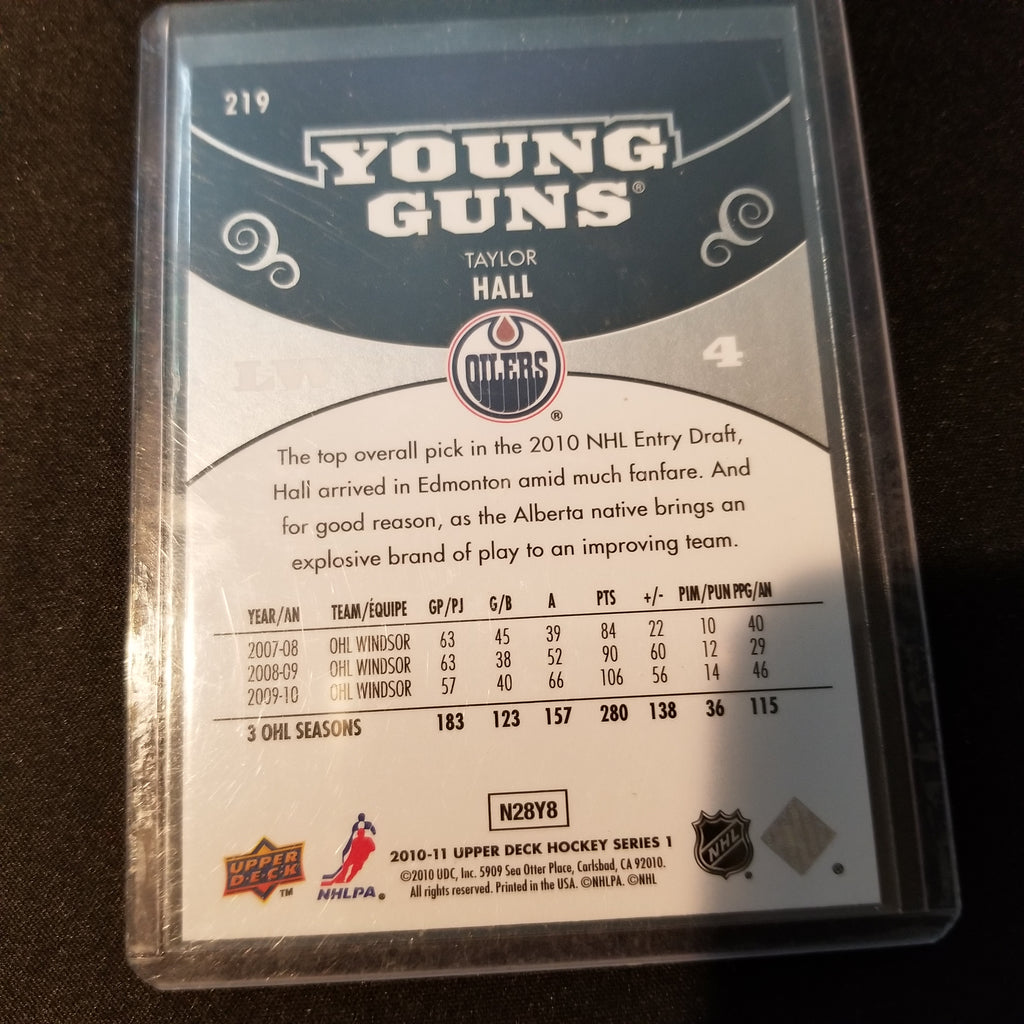 219
YOUNG
GUNS®
TAYLOR
HALL
OILERS
®
LW
4
The top overall pick in the 2010 NHL Entry Draft,
Hall arrived in Edmonton amid much fanfare. And
for good reason, as the Alberta native brings an
explosive brand of play to an improving team.
YEAR/AN TEAM/ÉQUIPE GP/PJ G/B A PTS +/- PIM/PUN PPG/AN
2007-08 OHL WINDSOR 63 45 39 84 22 10 40
2008-09 OHL WINDSOR 63 38 52 90 60 12 29
2009-10 OHL WINDSOR 57 40 66 106 56 14 46
3 OHL SEASONS 183 123 157 280 138 36 115
N28Y8
UPPER
D·E·C·K
™
NHLPA®
2010-11 UPPER DECK HOCKEY SERIES 1
©2010 UDC, Inc. 5909 Sea Otter Place, Carlsbad, CA 92010.
All rights reserved. Printed in the USA. ©NHLPA. ©NHL
NHL
®
®